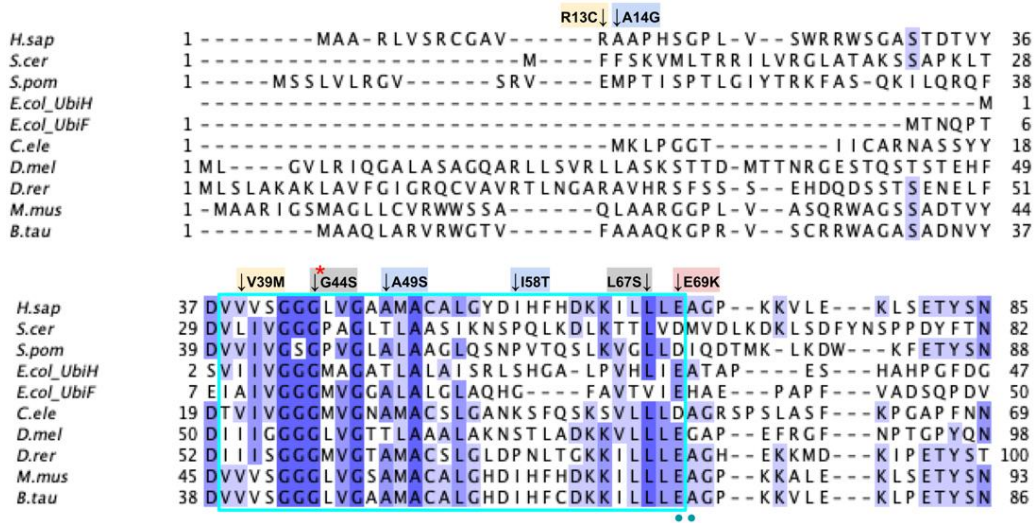 R13C↓ ↓A14G
H.sap 1 --------MAA-RLVSRCGAV------RAAPHSGPL-V--SWRRWSGASTDTVY 36
S.cer 1 ----------------------M----FFSKVMLTRRILVRGLATAKSSAPKLT 28
S.pom 1 -----MSSLVLRGV------SRV----EMPTISPTLGIYTRKFAS-QKILQRQF 38
E.col_UbiH -----------------------------------------------------M 1
E.col_UbiF 1 ------------------------------------------------MTNQPT 6
C.ele 1 ----------------------------MKLPGGT--------IICARNASSYY 18
D.mel 1 ML----GVLRIQGALASAGQARLLSVRLLASKSTTD-MTTNRGESTQSTSTEHF 49
D.rer 1 MLSLAKAKLAVFGIGRQCVAVRTLNGARAVHRSFSS-S--EHDQDSSTSENELF 51
M.mus 1 -MAARIGSMAGLLCVRWWSSA------QLAARGGPL-V--ASQRWAGSSADTVY 44
B.tau 1 --------MAAQLARVRWGTV------FAAAQKGPR-V--SCRRWAGSSADNVY 37
↓V39M ↓*G44S ↓A49S ↓I58T L67S↓ ↓E69K
H.sap 37 DVVVSGGGLVGAAMACALGYDIHFHDKKILLLEAGP--KKVLE---KLSETYSN 85
S.cer 29 DVLIVGGGPAGLTLAASIKNSPQLKDLKTTLVDMVDLKDKLSDFYNSPPDYFTN 82
S.pom 39 DVVIVGSGPVGLALAAGLQSNPVTQSLKVGLLDIQDTMK-LKDW---KFETYSN 88
E.col_UbiH 2 SVIIVGGGMAGATLALAISRLSHGA-LPVHLIEATAP----ES---HAHPGFDG 47
E.col_UbiF 7 EIAIVGGGMVGGALALGLAQHG----FAVTVIEHAE---PAPF---VADSQPDV 50
C.ele 19 DTVIVGGGMVGNAMACSLGANKSFQSKSVLLLDAGRSPSLASF---KPGAPFNN 69
D.mel 50 DIIIGGGGLVGTTLAAALAKNSTLADKKVLLLEGAP--EFRGF---NPTGPYQN 98
D.rer 52 DIIISGGGMVGTAMACSLGLDPNLTGKKILLLEAGH--EKKMD---KIPETYST 100
M.mus 45 DVVVSGGGLVGSAMACALGHDIHFHDKKILLLEAGP--KKALE---KLSETYSN 93
B.tau 38 DVVVSGGGLVGSAMACALGHDIHFCDKKILLLEAGP--KKVLE---KLPETYSN 86